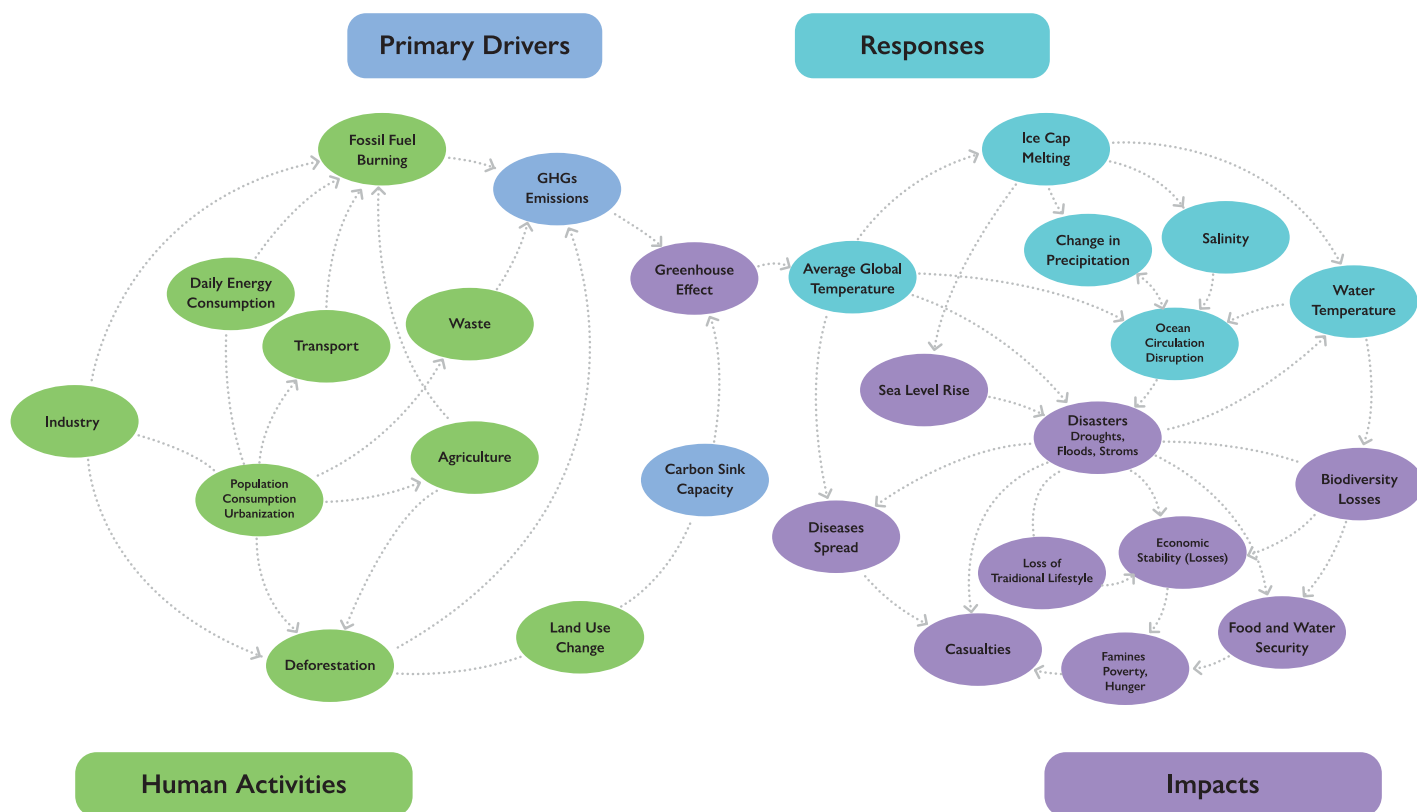 Primary Drivers
Responses
Fossil Fuel
Burning
GHGs
Emissions
Ice Cap
Melting
Change in
Precipitation
Salinity
Greenhouse
Effect
Average Global
Temperature
Daily Energy
Consumption
Transport
Waste
Water
Temperature
Ocean
Circulation
Disruption
Sea Level Rise
Industry
Disasters
Droughts,
Floods, Stroms
Agriculture
Population
Consumption
Urbanization
Carbon Sink
Capacity
Biodiversity
Losses
Diseases
Spread
Economic
Stability (Losses)
Loss of
Traidional Lifestyle
Land Use
Change
Food and Water
Security
Deforestation
Casualties
Famines
Poverty,
Hunger
Human Activities
Impacts